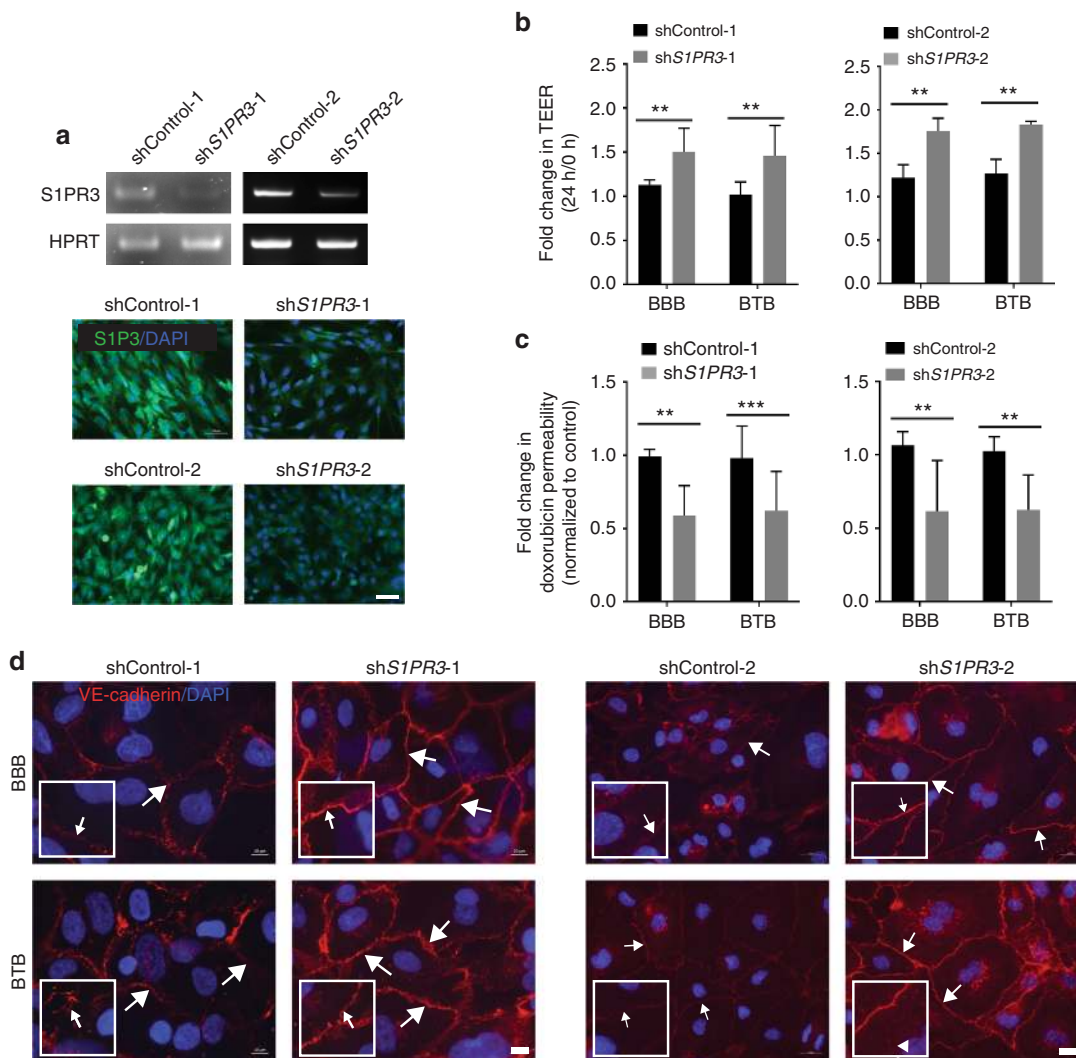 a
shControl-1
shS1PR3-1
shControl-2
shS1PR3-2
S1PR3
HPRT
shControl-1
shS1PR3-1
S1P3/DAPI
shControl-2
shS1PR3-2
b
shControl-1
shS1PR3-1
Fold change in TEER
(24 h/0 h)
2.5
2.0
1.5
1.0
0.5
0.0
**
**
BBB
BTB
shControl-2
shS1PR3-2
2.5
2.0
1.5
1.0
0.5
0.0
**
**
BBB
BTB
c
shControl-1
shS1PR3-1
Fold change in
doxorubicin permeability
(normalized to control)
1.5
1.0
0.5
0.0
**
***
BBB
BTB
shControl-2
shS1PR3-2
1.5
1.0
0.5
0.0
**
**
BBB
BTB
d
shControl-1
shS1PR3-1
shControl-2
shS1PR3-2
VE-cadherin/DAPI
BBB
BTB